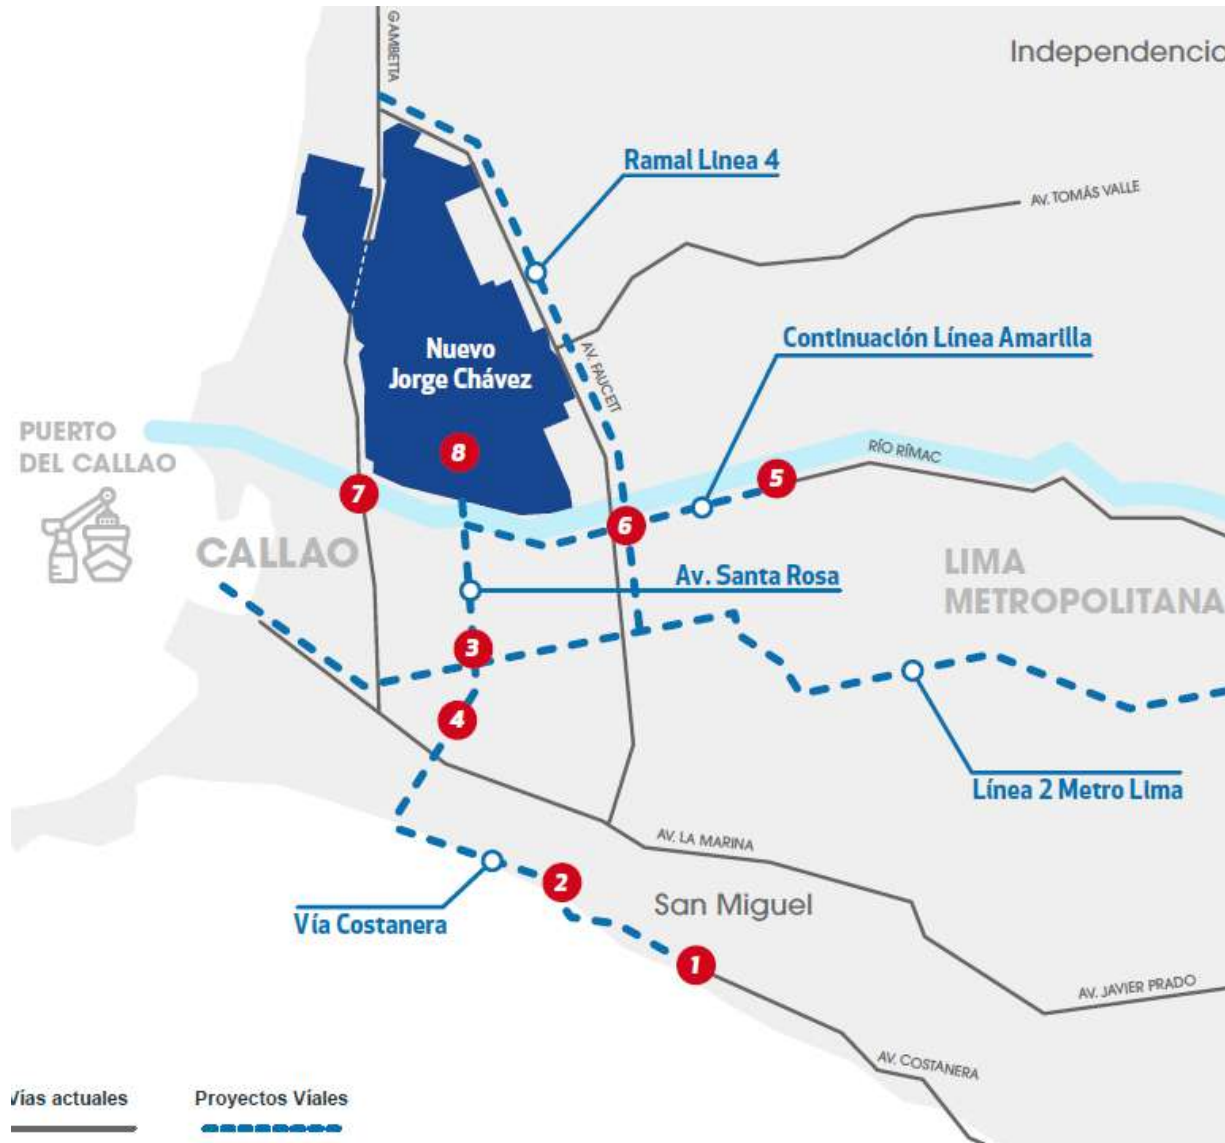 GAMBETTA
Independencia
Ramal Linea 4
AV. TOMÁS VALLE
Continuación Línea Amarilla
Nuevo
Jorge Chávez
AV. FAUCETT
PUERTO
DEL CALLAO
RÍO RÍMAC
8
5
7
6
CALLAO
LIMA
METROPOLITANA
Av. Santa Rosa
3
4
Línea 2 Metro Lima
AV. LA MARINA
2
San Miguel
Vía Costanera
1
AV. JAVIER PRADO
AV. COSTANERA
Vías actuales
Proyectos Viales